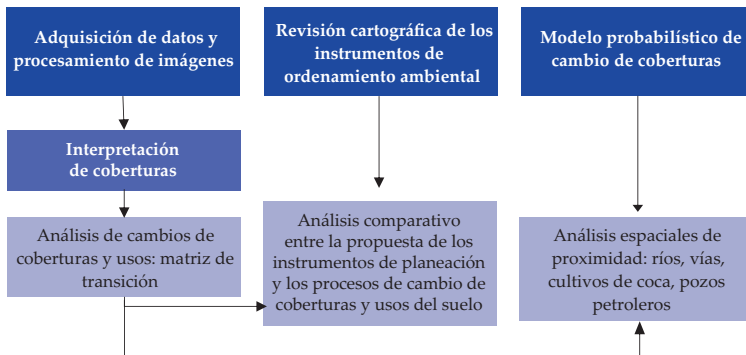 Adquisición de datos y
procesamiento de imágenes
Revisión cartográfica de los
instrumentos de
ordenamiento ambiental
Modelo probabilístico de
cambio de coberturas
Interpretación
de coberturas
Análisis de cambios de
coberturas y usos: matriz de
transición
Análisis comparativo
entre la propuesta de los
instrumentos de planeación
y los procesos de cambio de
coberturas y usos del suelo
Análisis espaciales de
proximidad: ríos, vías,
cultivos de coca, pozos
petroleros